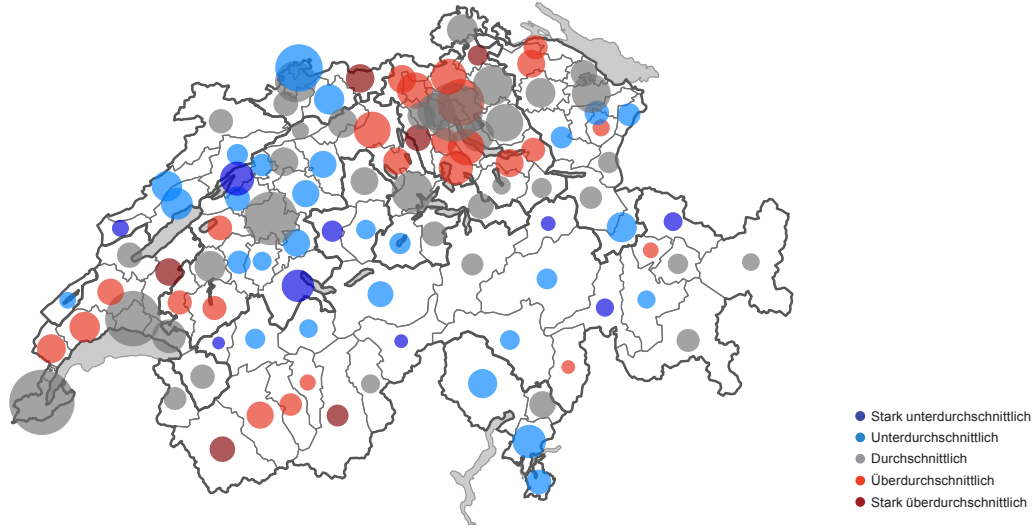 Stark unterdurchschnittlich
Unterdurchschnittlich
Durchschnittlich
Überdurchschnittlich
Stark überdurchschnittlich